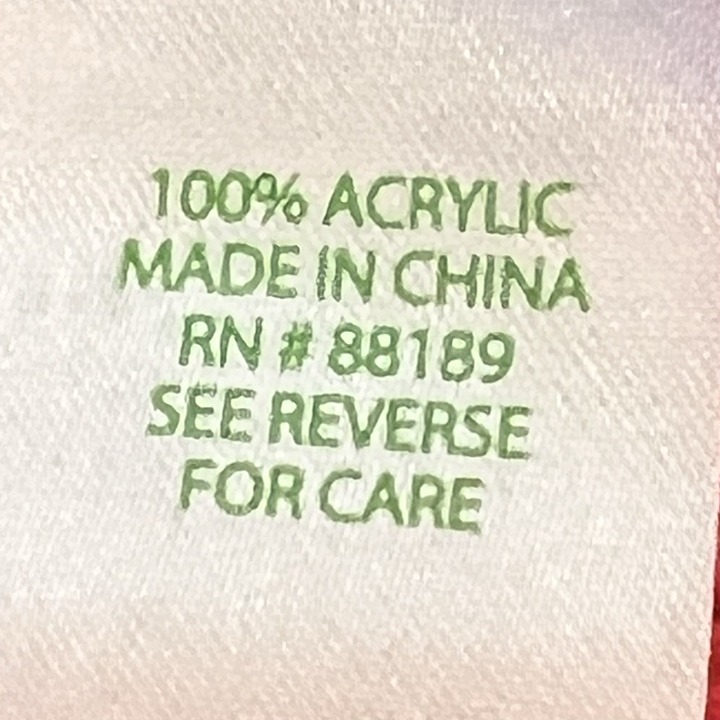 100% ACRYLIC
MADE IN CHINA
RN # 88189
SEE REVERSE
FOR CARE